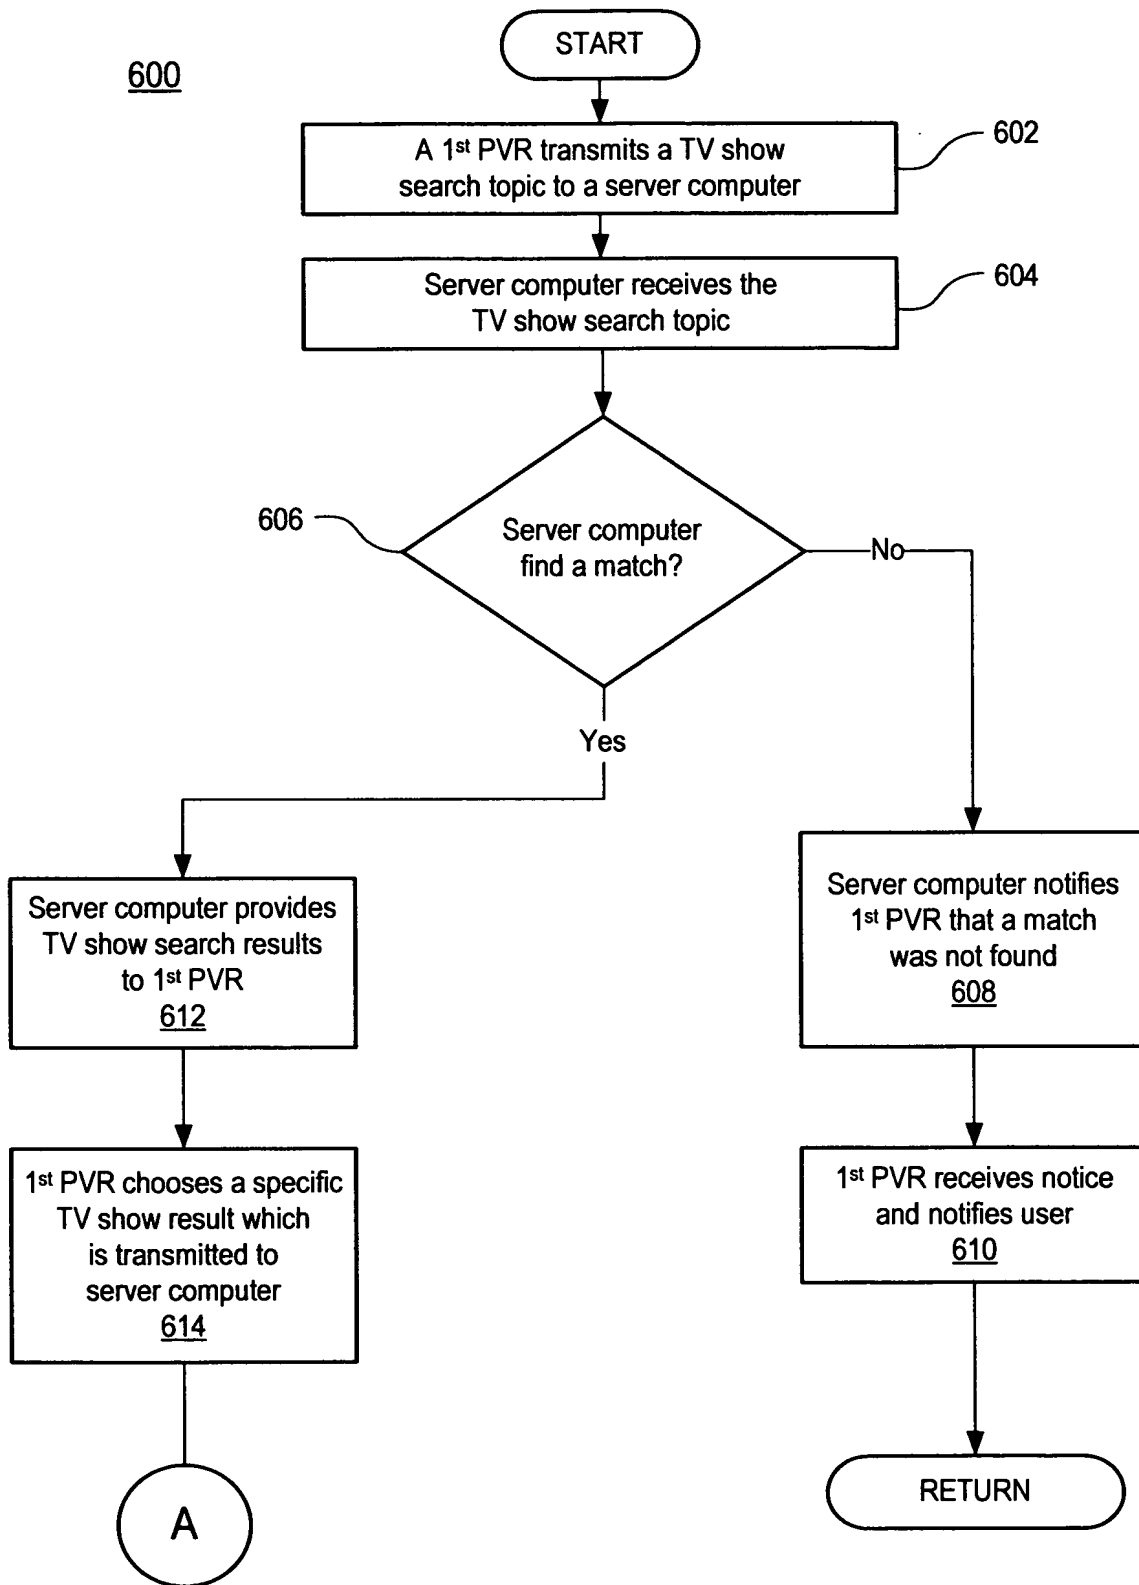 START
600
A 1st PVR transmits a TV show
search topic to a server computer
602
Server computer receives the
TV show search topic
604
606
Server computer
find a match?
No
Yes
Server computer provides
TV show search results
to 1st PVR
612
Server computer notifies
1st PVR that a match
was not found
608
1st PVR chooses a specific
TV show result which
is transmitted to
server computer
614
1st PVR receives notice
and notifies user
610
A
RETURN